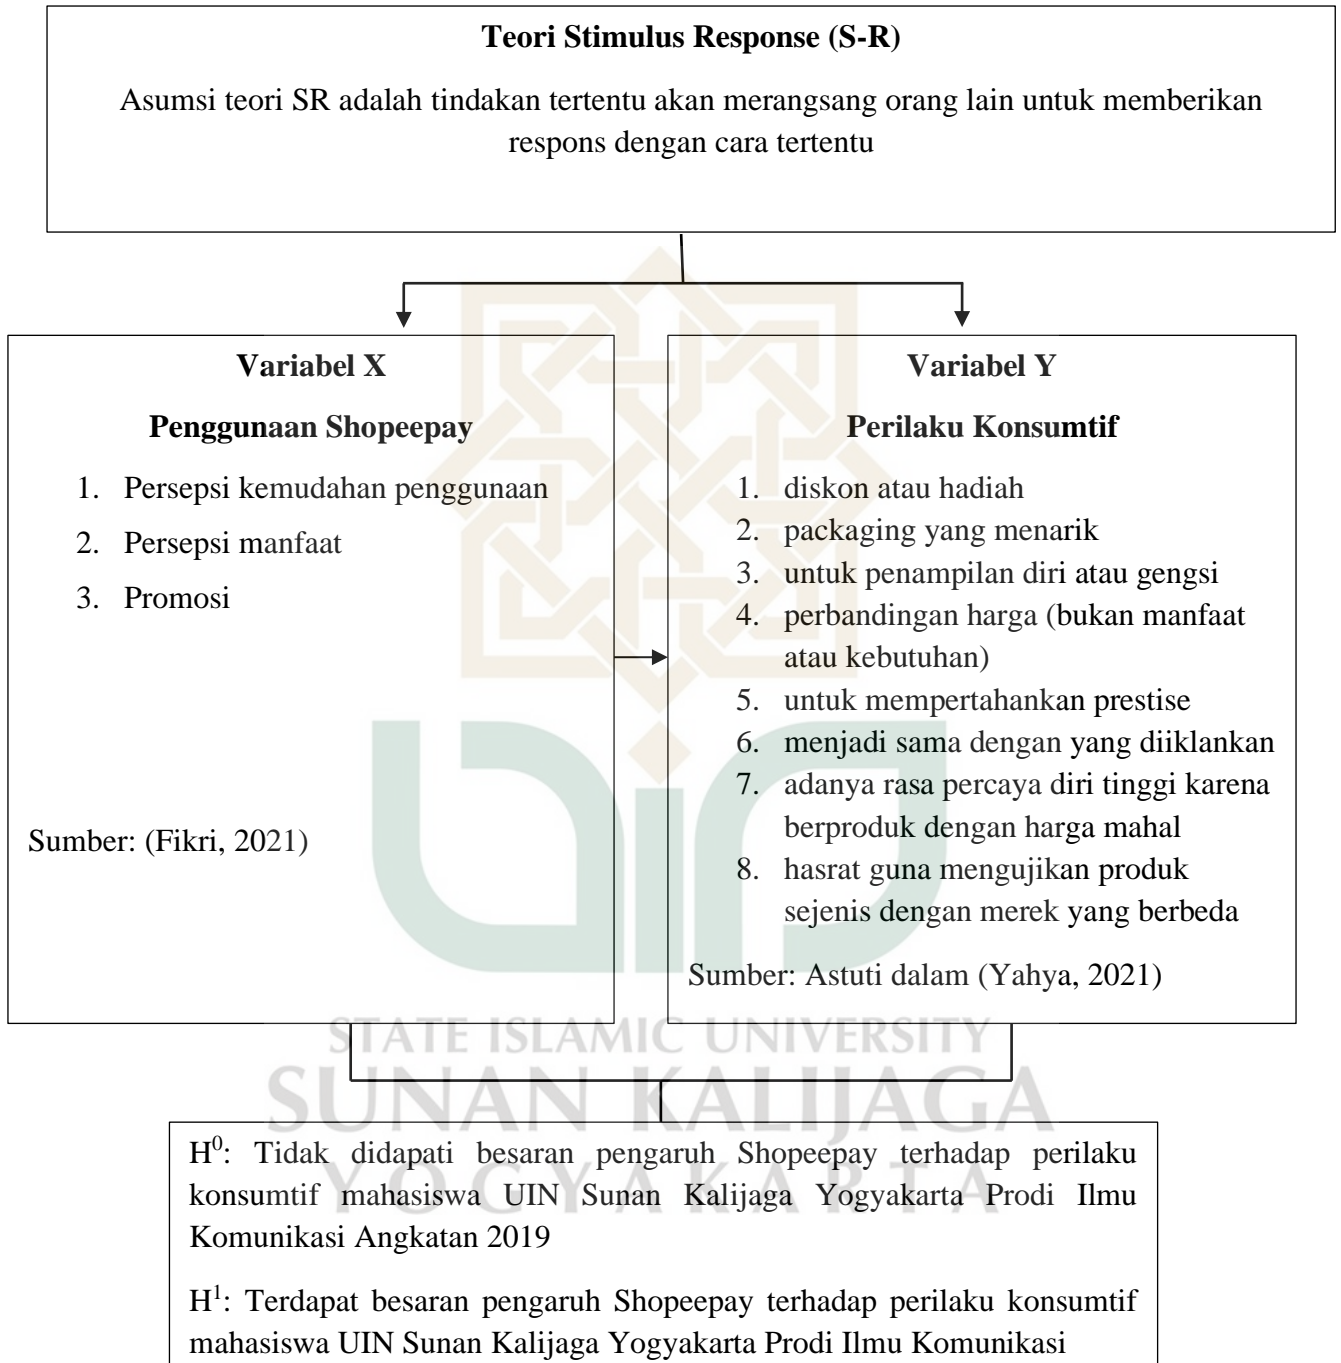 Teori Stimulus Response (S-R)
Asumsi teori SR adalah tindakan tertentu akan merangsang orang lain untuk memberikan
respons dengan cara tertentu
Variabel X
Penggunaan Shopeepay
1. Persepsi kemudahan penggunaan
2. Persepsi manfaat
3. Promosi
Sumber: (Fikri, 2021)
Variabel Y
Perilaku Konsumtif
1. diskon atau hadiah
2. packaging yang menarik
3. untuk penampilan diri atau gengsi
4. perbandingan harga (bukan manfaat
atau kebutuhan)
5. untuk mempertahankan prestise
6. menjadi sama dengan yang diiklankan
7. adanya rasa percaya diri tinggi karena
berproduk dengan harga mahal
8. hasrat guna mengujikan produk
sejenis dengan merek yang berbeda
Sumber: Astuti dalam (Yahya, 2021)
STATE ISLAMIC UNIVERSITY
SUNAN KALIJAGA
YOGYAKARTA
H⁰: Tidak didapati besaran pengaruh Shopeepay terhadap perilaku
konsumtif mahasiswa UIN Sunan Kalijaga Yogyakarta Prodi Ilmu
Komunikasi Angkatan 2019
H¹: Terdapat besaran pengaruh Shopeepay terhadap perilaku konsumtif
mahasiswa UIN Sunan Kalijaga Yogyakarta Prodi Ilmu Komunikasi